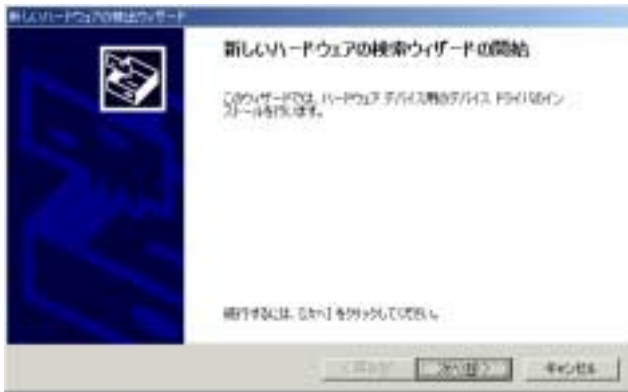 新しいハードウェアの検出ウィザード
新しいハードウェアの検索ウィザードの開始
このウィザードでは、ハードウェア デバイス用のデバイス ドライバのイン
ストールを行います。
続行するには、[次へ] をクリックしてください。
< 戻る(B)
次へ(N) >
キャンセル